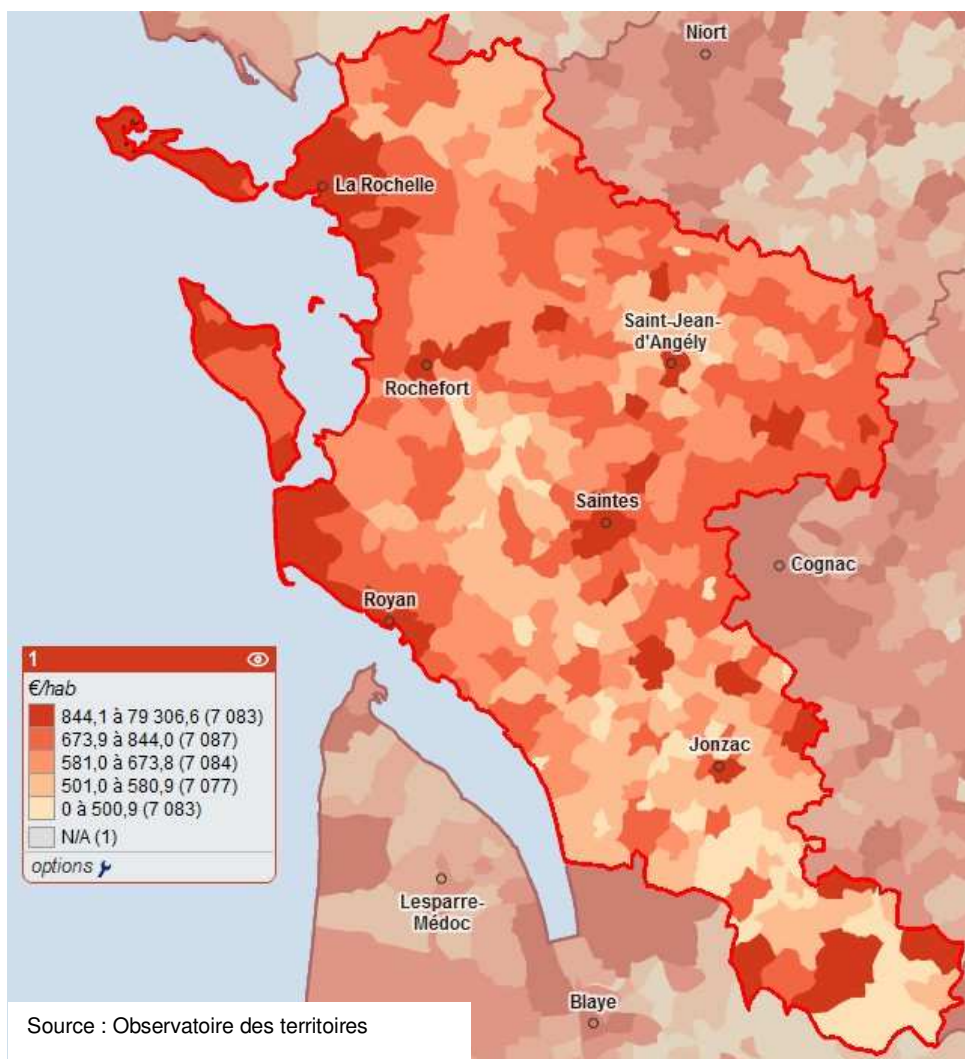 Niort
La Rochelle
Saint-Jean-
d'Angély
Rochefort
Saintes
Cognac
Royan
1
€/hab
844,1 à 79 306,6 (7 083)
673,9 à 844,0 (7 087)
581,0 à 673,8 (7 084)
501,0 à 580,9 (7 077)
0 à 500,9 (7 083)
N/A (1)
options
Jonzac
Lesparre-
Médoc
Blaye
Source : Observatoire des territoires